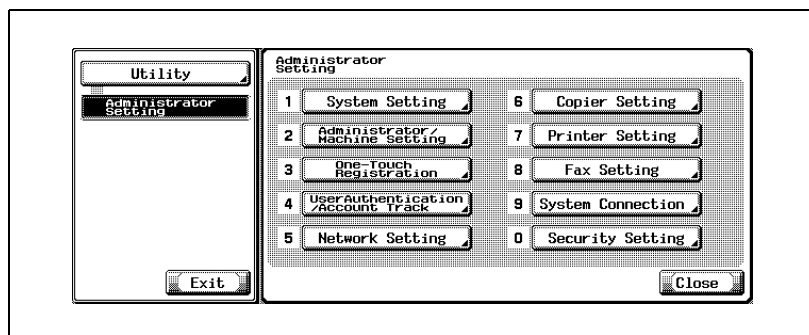 Utility
Administrator
Setting
Exit
Administrator
Setting
1 System Setting
2 Administrator/
Machine Setting
3 One-Touch
Registration
4 UserAuthentication
/Account Track
5 Network Setting
6 Copier Setting
7 Printer Setting
8 Fax Setting
9 System Connection
0 Security Setting
Close